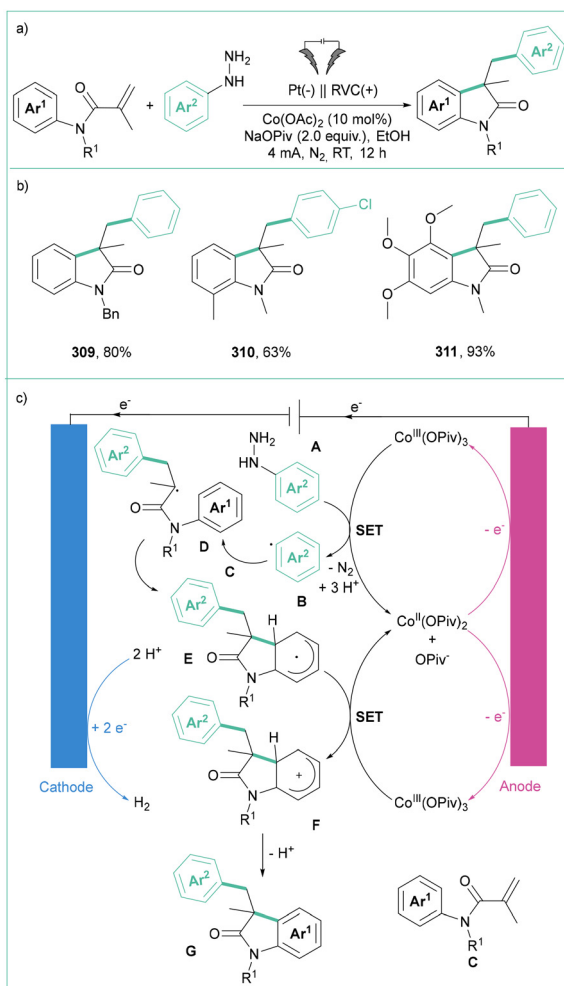 a)
NH₂
HN
Ar²
Ar¹
O
N
R¹
+
Ar²
Pt(-) || RVC(+)
Co(OAc)₂ (10 mol%)
NaOPiv (2.0 equiv.), EtOH
4 mA, N₂, RT, 12 h
Ar¹
O
N
R¹
b)
Cl
O
O
O
O
N
O
N
O
O
N
Bn
309, 80%
310, 63%
311, 93%
c)
e⁻
e⁻
Ar²
NH₂
HN
A
Coᴵᴵᴵ(OPiv)₃
Ar²
O
N
Ar¹
R¹
D
SET
- e⁻
C
Ar²
- N₂
+ 3 H⁺
B
Ar²
H
Coᴵᴵ(OPiv)₂
+
OPiv⁻
E
O
N
R¹
2 H⁺
SET
Ar²
H
+ 2 e⁻
- e⁻
O
N
+
R¹
F
Cathode
Anode
H₂
Coᴵᴵᴵ(OPiv)₃
- H⁺
Ar²
Ar¹
O
N
R¹
G
Ar¹
O
N
R¹
C